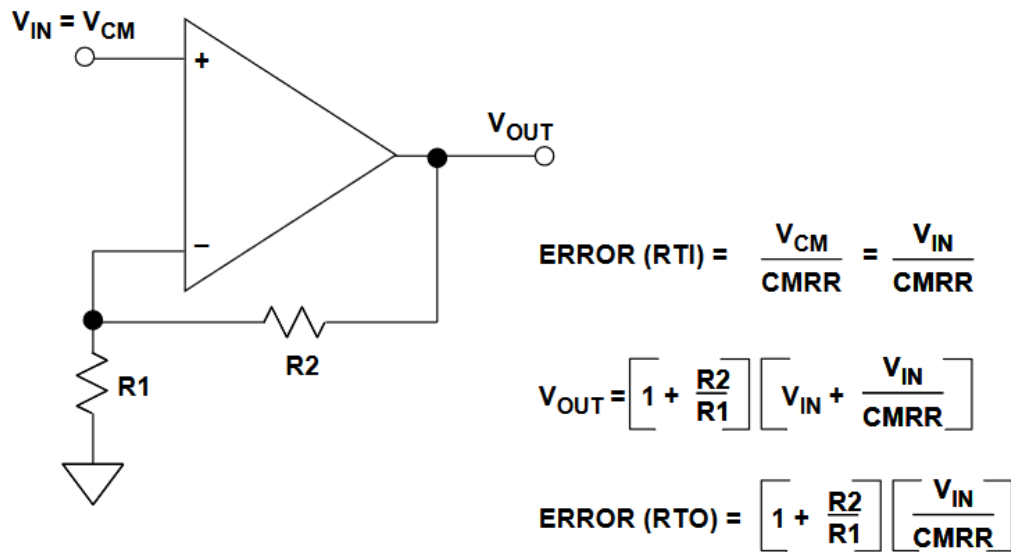 V_IN = V_CM
+
V_OUT
−
R2
R1
ERROR (RTI) = V_CM / CMRR = V_IN / CMRR
V_OUT = [ 1 + R2 / R1 ] [ V_IN + V_IN / CMRR ]
ERROR (RTO) = [ 1 + R2 / R1 ] [ V_IN / CMRR ]